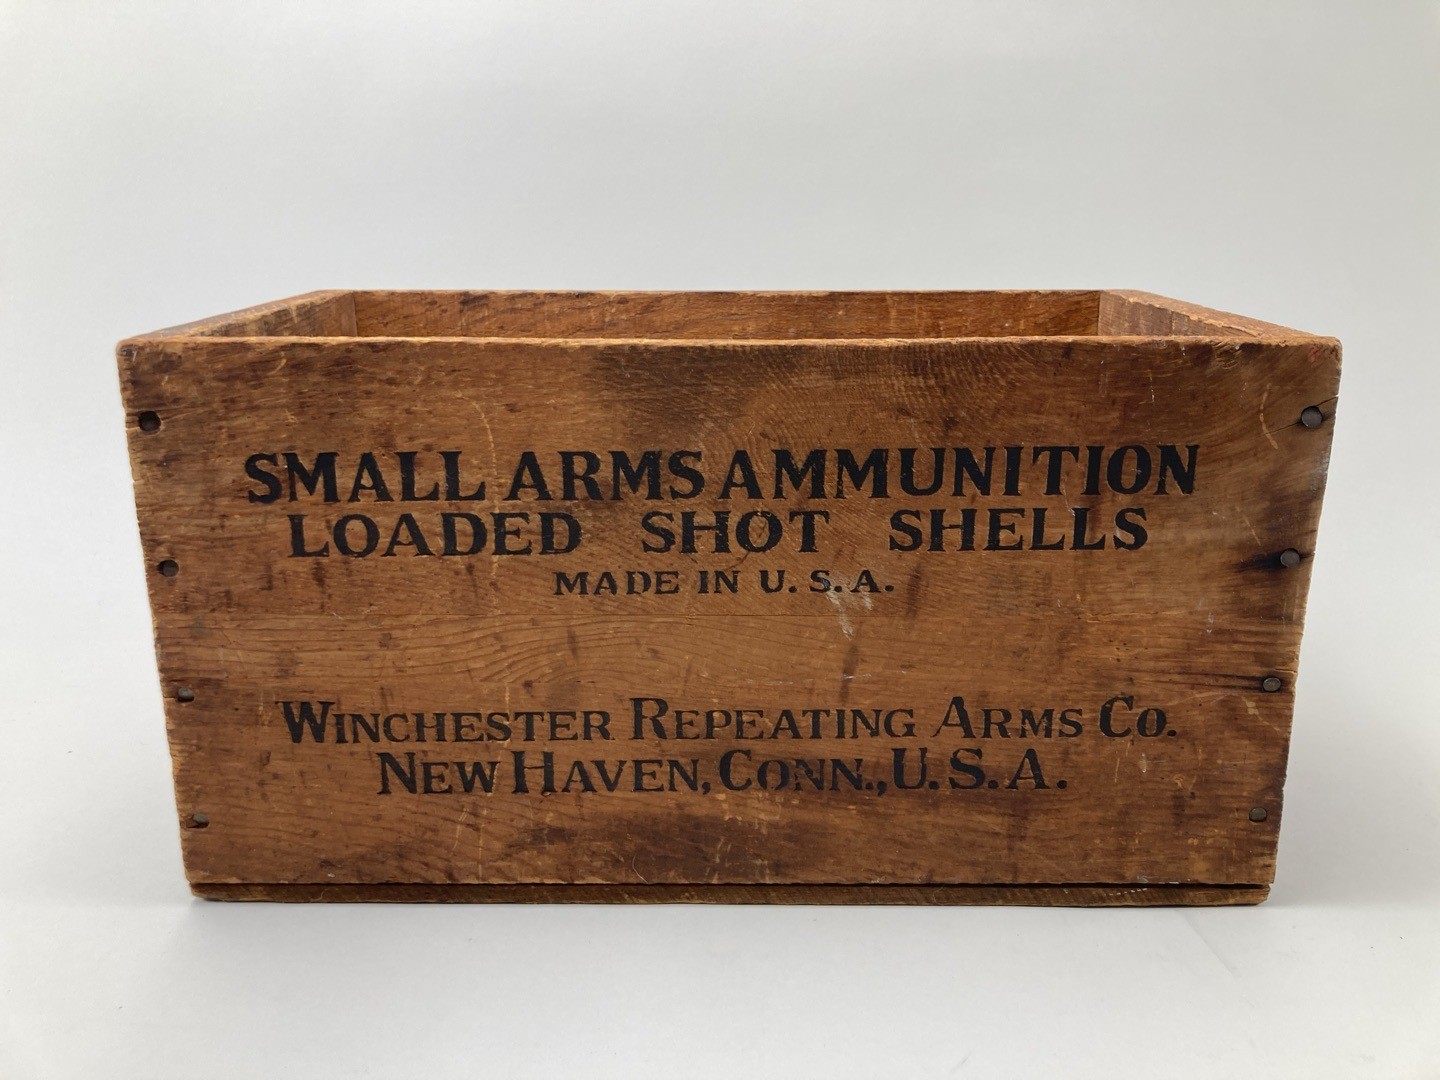 SMALL ARMS AMMUNITION
LOADED SHOT SHELLS
MADE IN U.S.A.
WINCHESTER REPEATING ARMS CO.
NEW HAVEN, CONN., U.S.A.